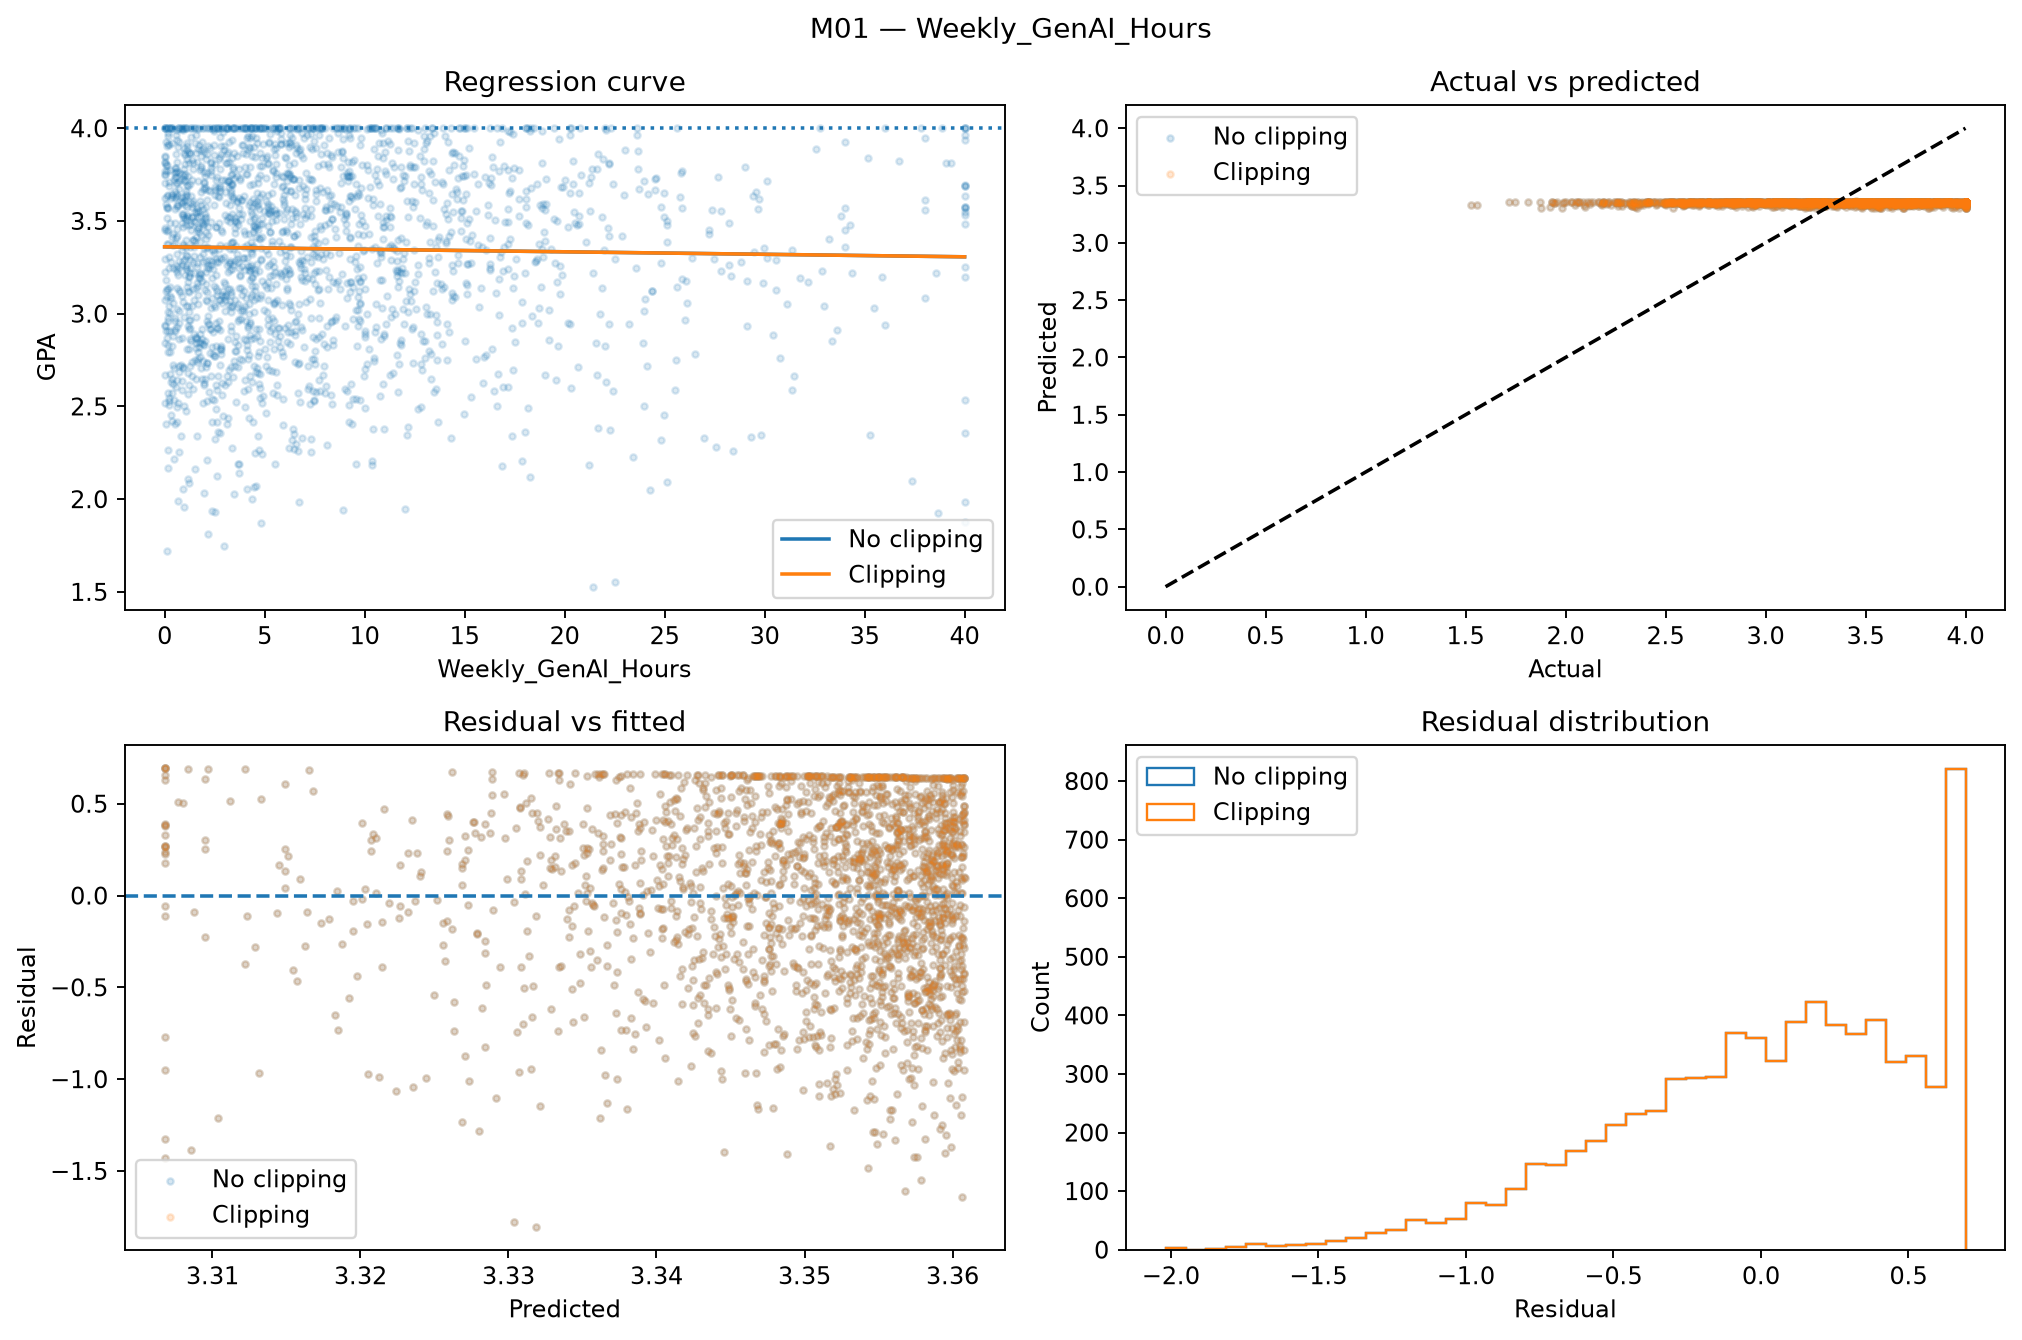 M01 — Weekly_GenAI_Hours
Regression curve
GPA
4.0
3.5
3.0
2.5
2.0
1.5
0 5 10 15 20 25 30 35 40
Weekly_GenAI_Hours
No clipping
Clipping
Actual vs predicted
Predicted
4.0
3.5
3.0
2.5
2.0
1.5
1.0
0.5
0.0
0.0 0.5 1.0 1.5 2.0 2.5 3.0 3.5 4.0
Actual
No clipping
Clipping
Residual vs fitted
Residual
0.5
0.0
−0.5
−1.0
−1.5
3.31 3.32 3.33 3.34 3.35 3.36
Predicted
No clipping
Clipping
Residual distribution
Count
800
700
600
500
400
300
200
100
0
−2.0 −1.5 −1.0 −0.5 0.0 0.5
Residual
No clipping
Clipping